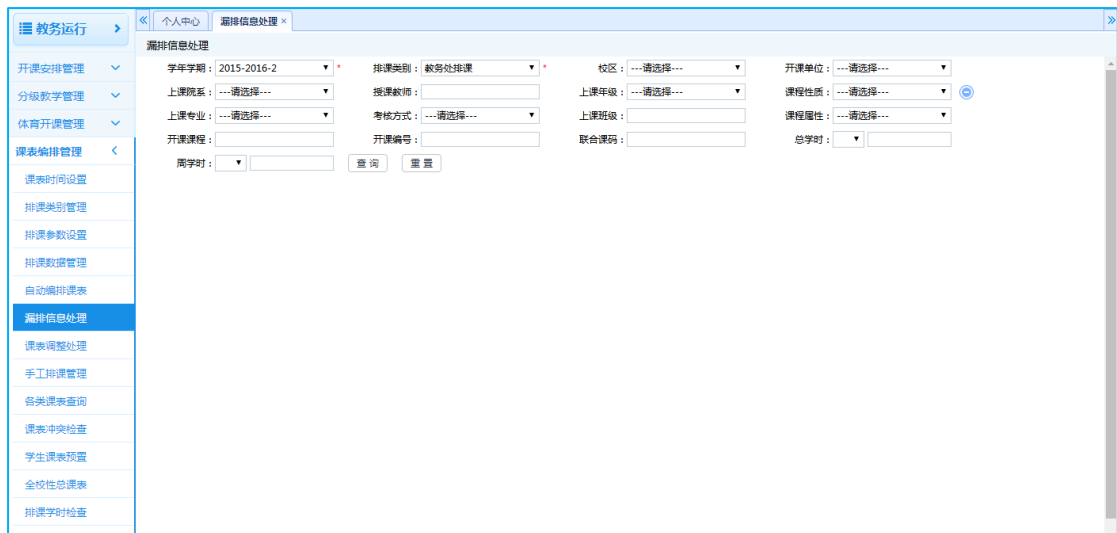 教务运行
个人中心 漏排信息处理 ×
漏排信息处理
开课安排管理
分级教学管理
体育开课管理
课表编排管理
课表时间设置
排课类别管理
排课参数设置
排课数据管理
自动编排课表
漏排信息处理
课表调整处理
手工排课管理
各类课表查询
课表冲突检查
学生课表预置
全校性总课表
排课学时检查
学年学期：2015-2016-2 * 排课类别：教务处排课 * 校区：---请选择--- 开课单位：---请选择---
上课院系：---请选择--- 授课教师： 上课年级：---请选择--- 课程性质：---请选择---
上课专业：---请选择--- 考核方式：---请选择--- 上课班级： 课程属性：---请选择---
开课课程： 开课编号： 联合课码： 总学时：
周学时： 查 询 重 置